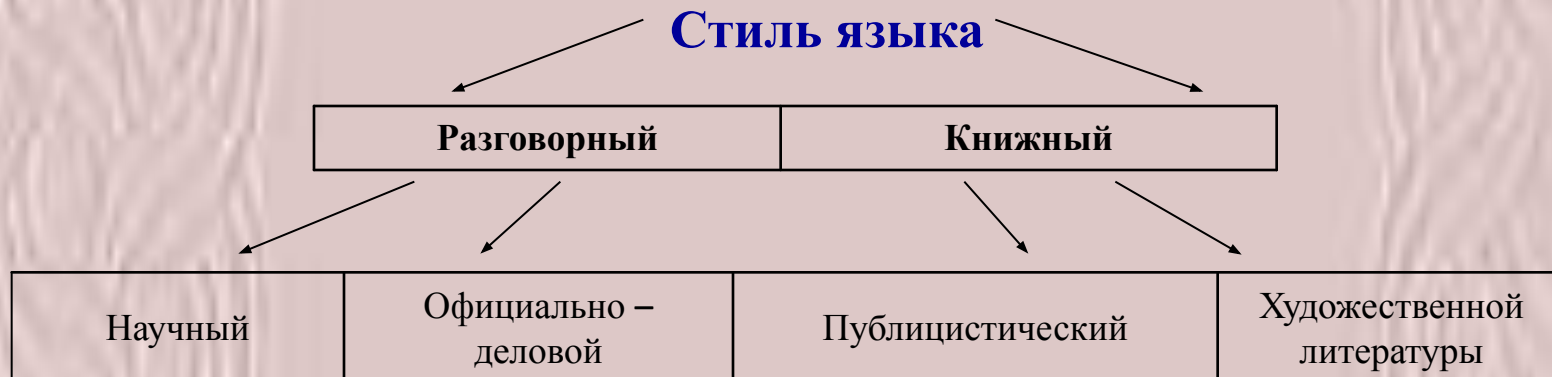 Стиль языка
Разговорный
Книжный
Научный
Официально –
деловой
Публицистический
Художественной
литературы